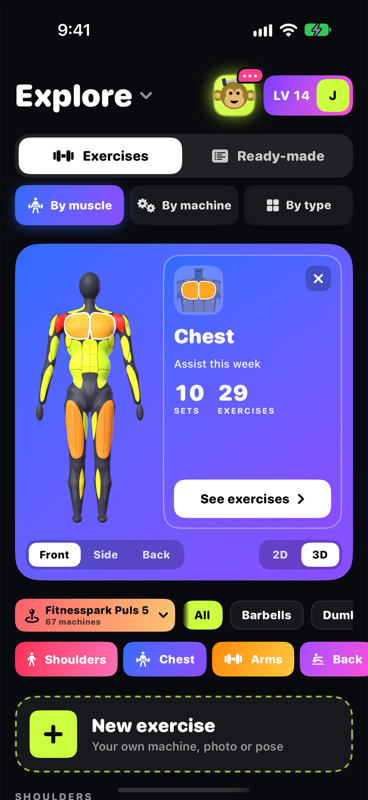 9:41
Explore
LV 14 J
Exercises Ready-made
By muscle By machine By type
Chest
Assist this week
10 29
SETS EXERCISES
See exercises
Front Side Back 2D 3D
Fitnesspark Puls 5
67 machines
All Barbells Dumb
Shoulders Chest Arms Back
New exercise
Your own machine, photo or pose
SHOULDERS